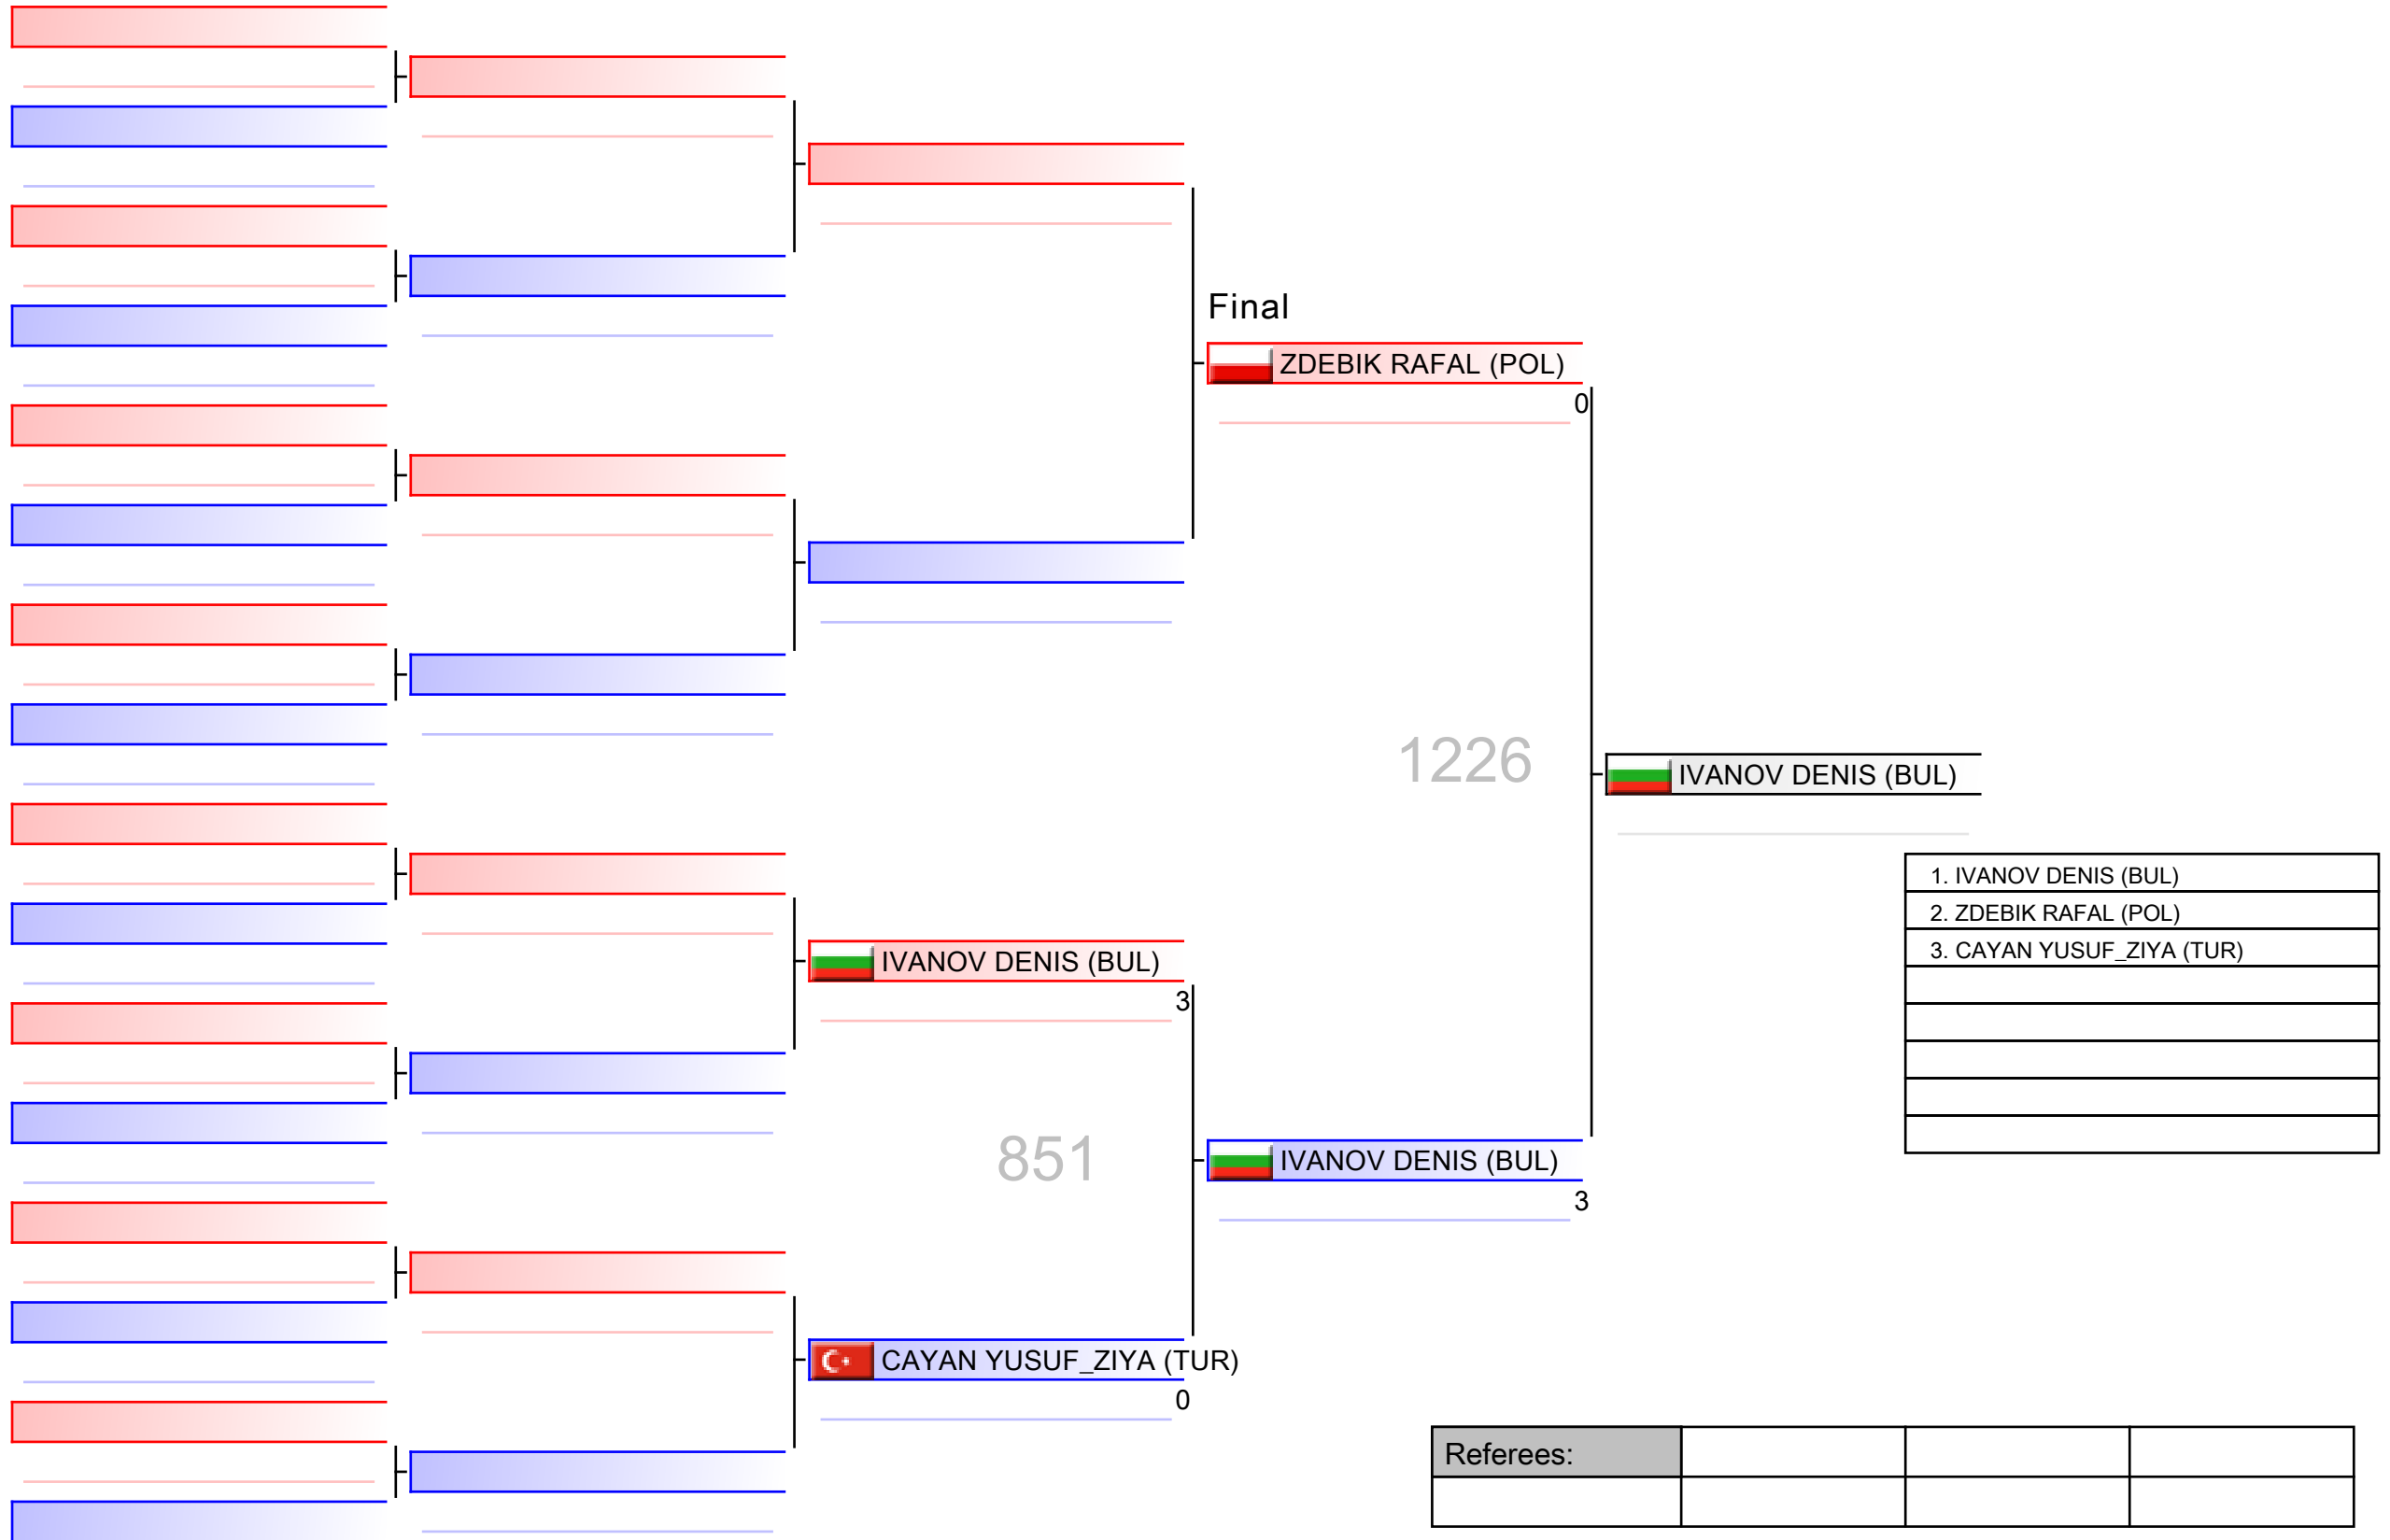 Final
ZDEBIK RAFAL (POL)
0
1226
IVANOV DENIS (BUL)
1. IVANOV DENIS (BUL)
2. ZDEBIK RAFAL (POL)
3. CAYAN YUSUF_ZIYA (TUR)
IVANOV DENIS (BUL)
3
851
IVANOV DENIS (BUL)
3
CAYAN YUSUF_ZIYA (TUR)
0
Referees: